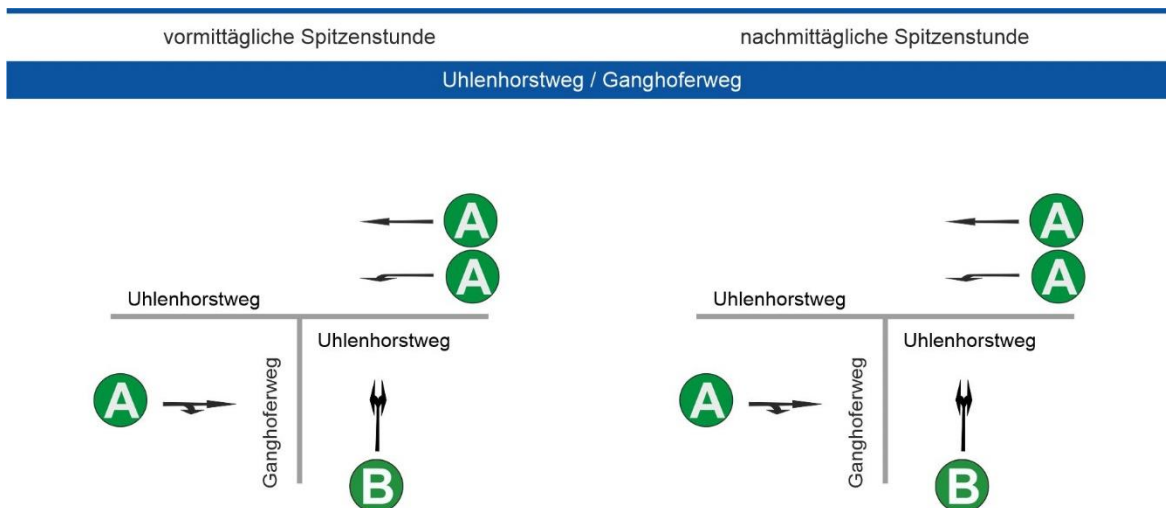 vormittägliche Spitzenstunde nachmittägliche Spitzenstunde
Uhlenhorstweg / Ganghoferweg
A A
A A
Uhlenhorstweg Uhlenhorstweg
Uhlenhorstweg Uhlenhorstweg
A Ganghoferweg A Ganghoferweg
B B